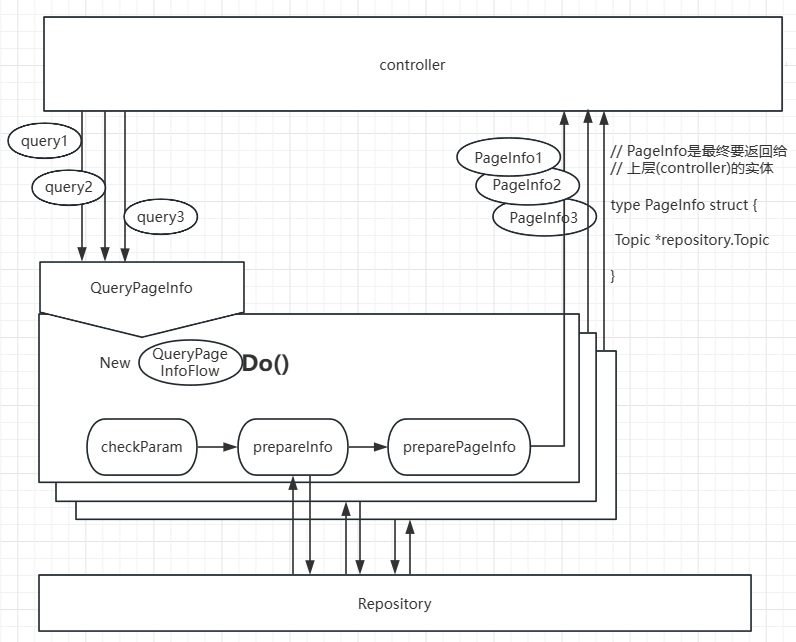 controller
query1
query2
query3
PageInfo1
PageInfo2
PageInfo3
// PageInfo是最终要返回给
// 上层(controller)的实体
type PageInfo struct {
Topic *repository.Topic
}
QueryPageInfo
New
QueryPage
InfoFlow
Do()
checkParam
prepareInfo
preparePageInfo
Repository